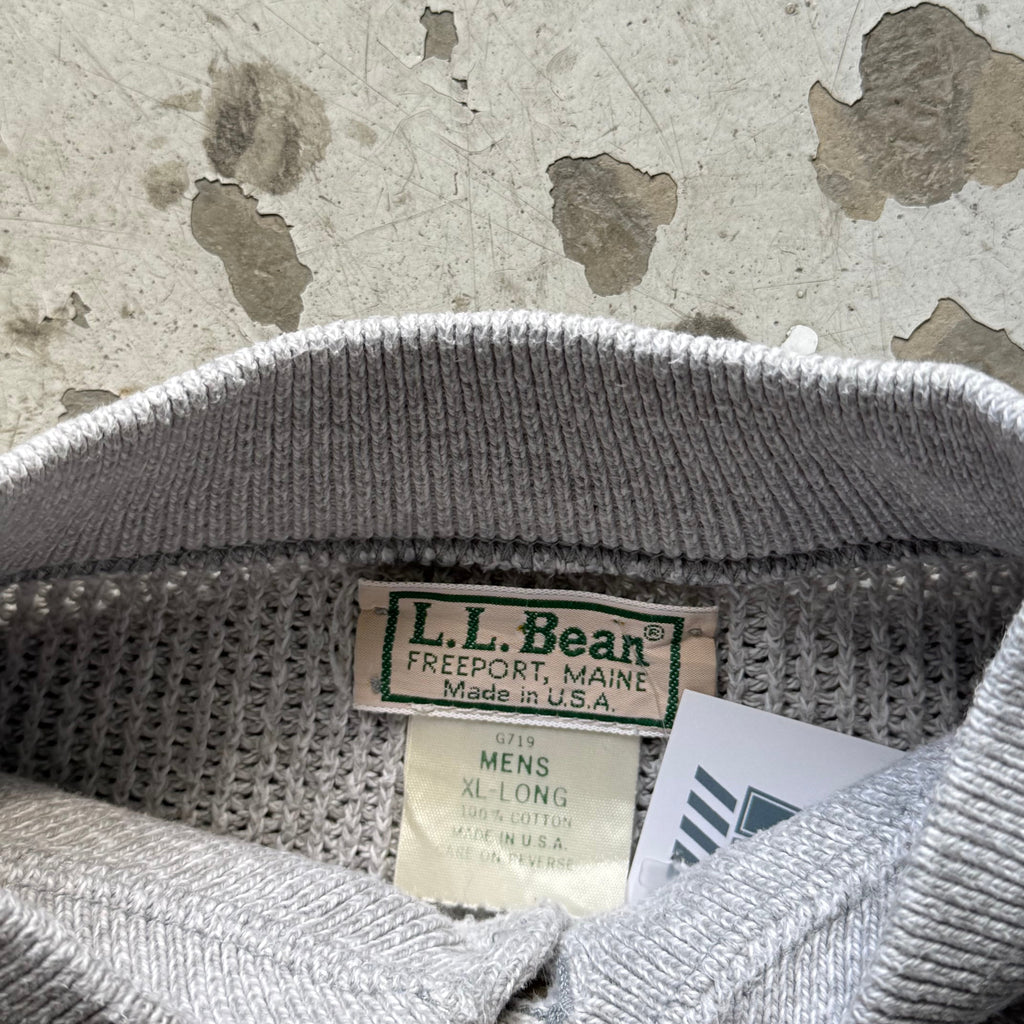 L.L.Bean®
FREEPORT, MAINE
Made in U.S.A.
G719
MENS
XL-LONG
100% COTTON
MADE IN U.S.A.
CARE ON REVERSE